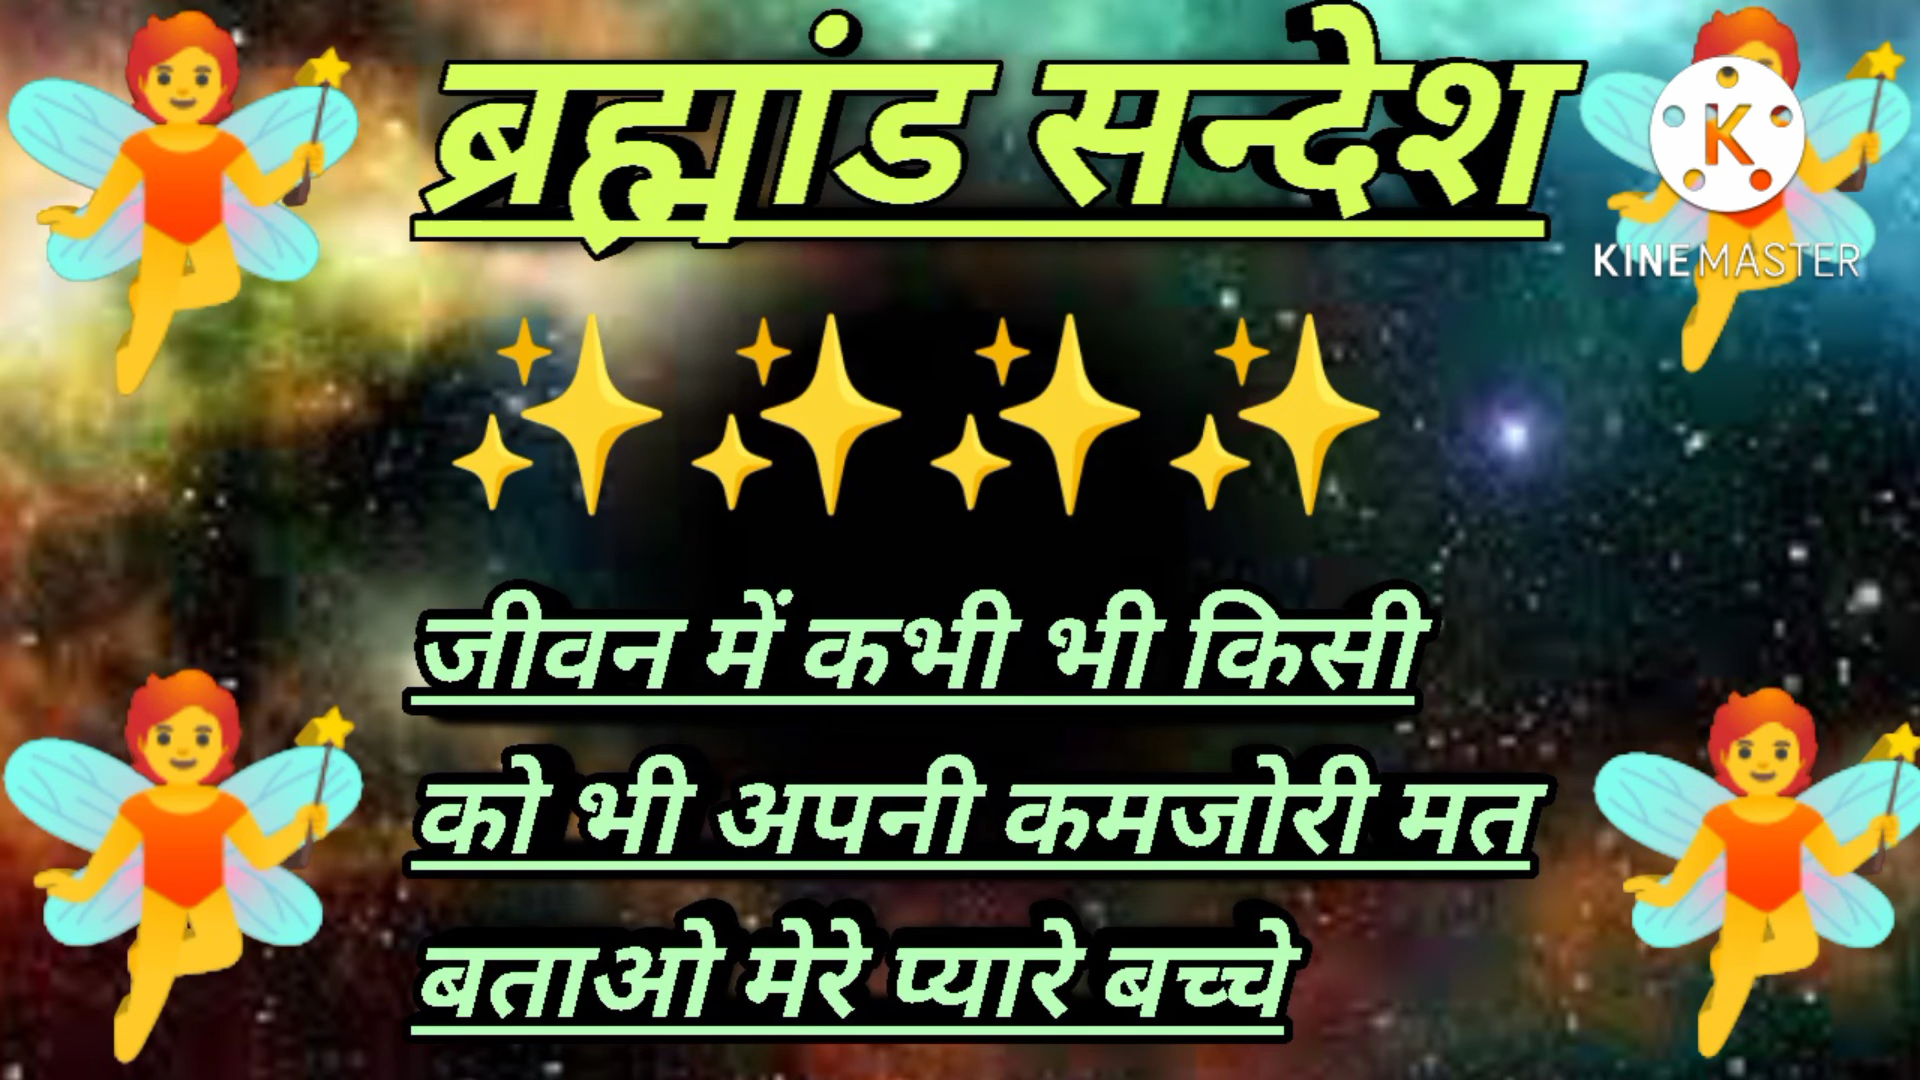 ब्रह्मांड सन्देश
K
KINEMASTER
जीवन में कभी भी किसी
को भी अपनी कमजोरी मत
बताओ मेरे प्यारे बच्चे